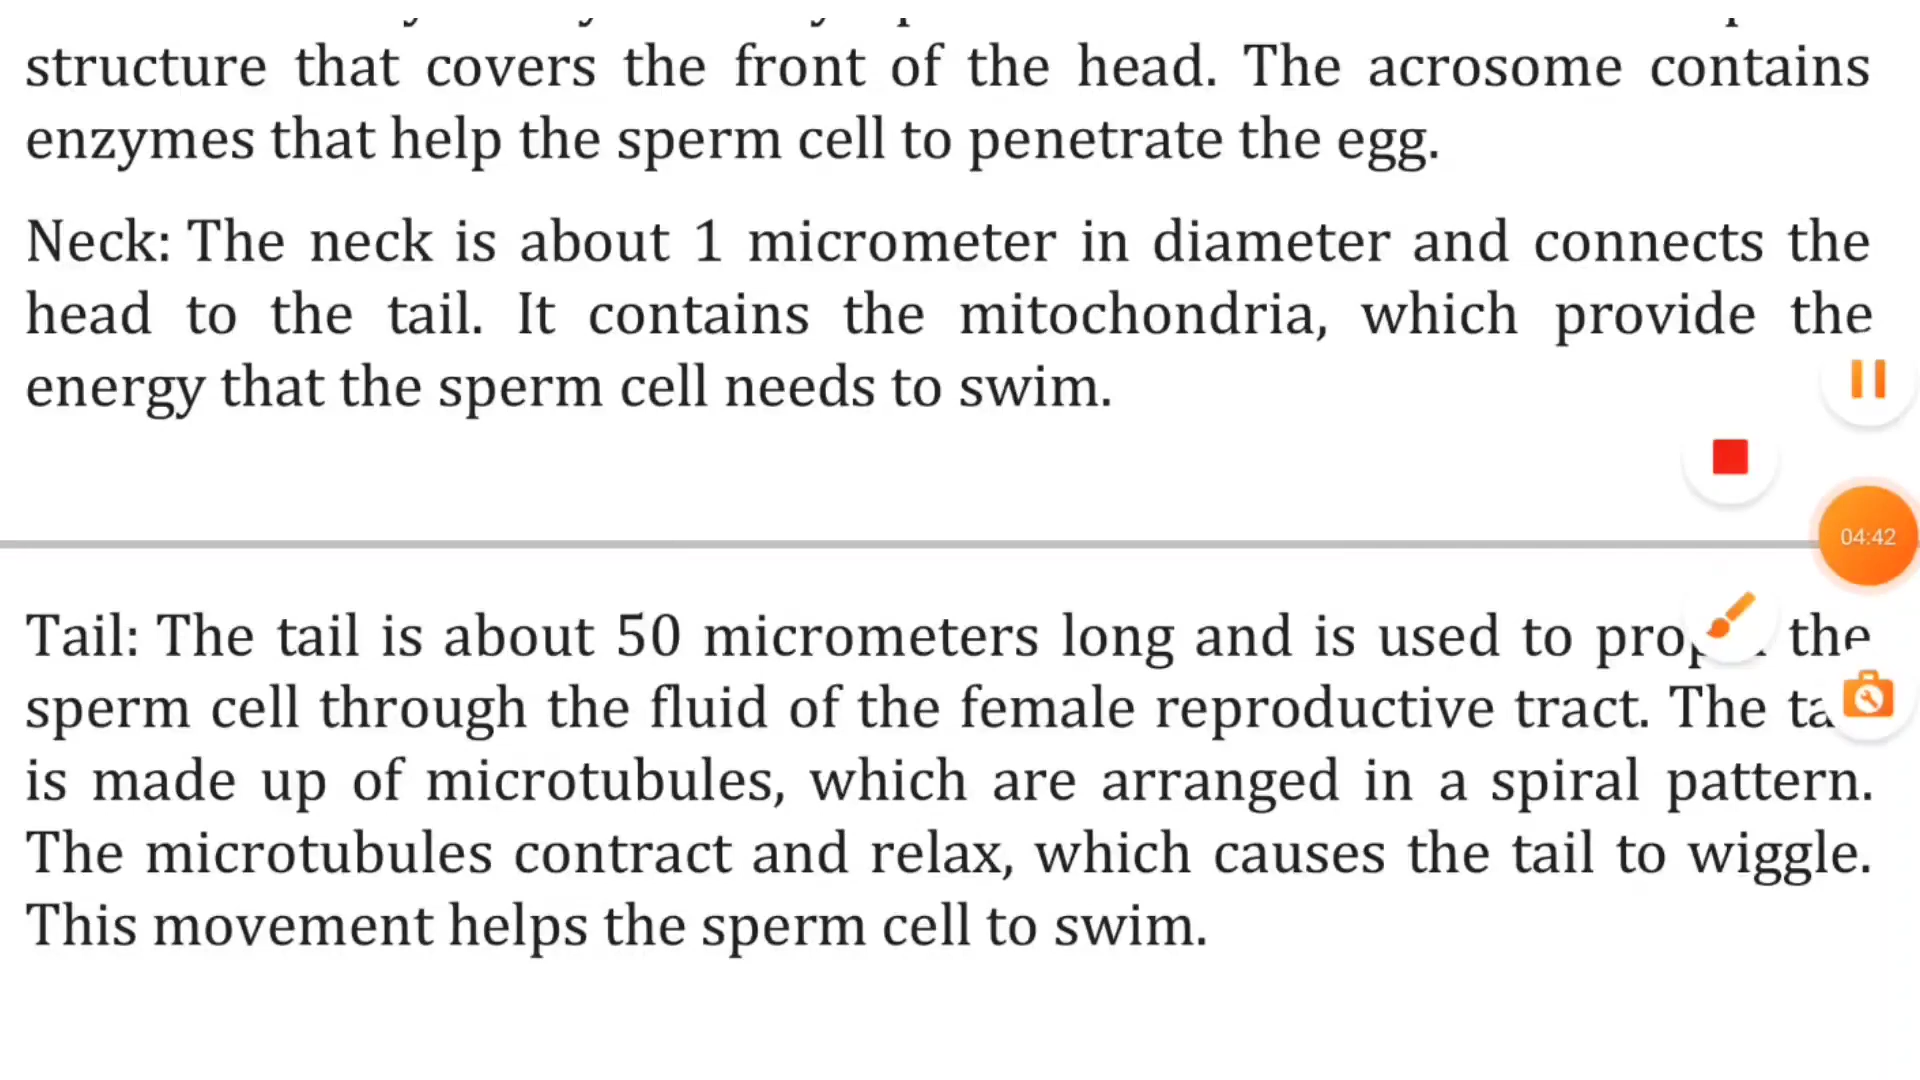 structure that covers the front of the head. The acrosome contains
enzymes that help the sperm cell to penetrate the egg.
Neck: The neck is about 1 micrometer in diameter and connects the
head to the tail. It contains the mitochondria, which provide the
energy that the sperm cell needs to swim.
04:42
Tail: The tail is about 50 micrometers long and is used to the
sperm cell through the fluid of the female reproductive tract. The
is made up of microtubules, which are arranged in a spiral pattern.
The microtubules contract and relax, which causes the tail to wiggle.
This movement helps the sperm cell to swim.